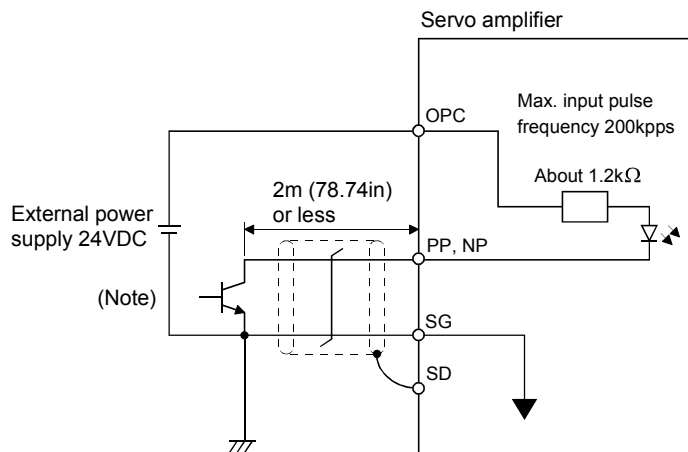 Servo amplifier
OPC
Max. input pulse
frequency 200kpps
About 1.2kΩ
2m (78.74in)
or less
External power
supply 24VDC
PP, NP
(Note)
SG
SD